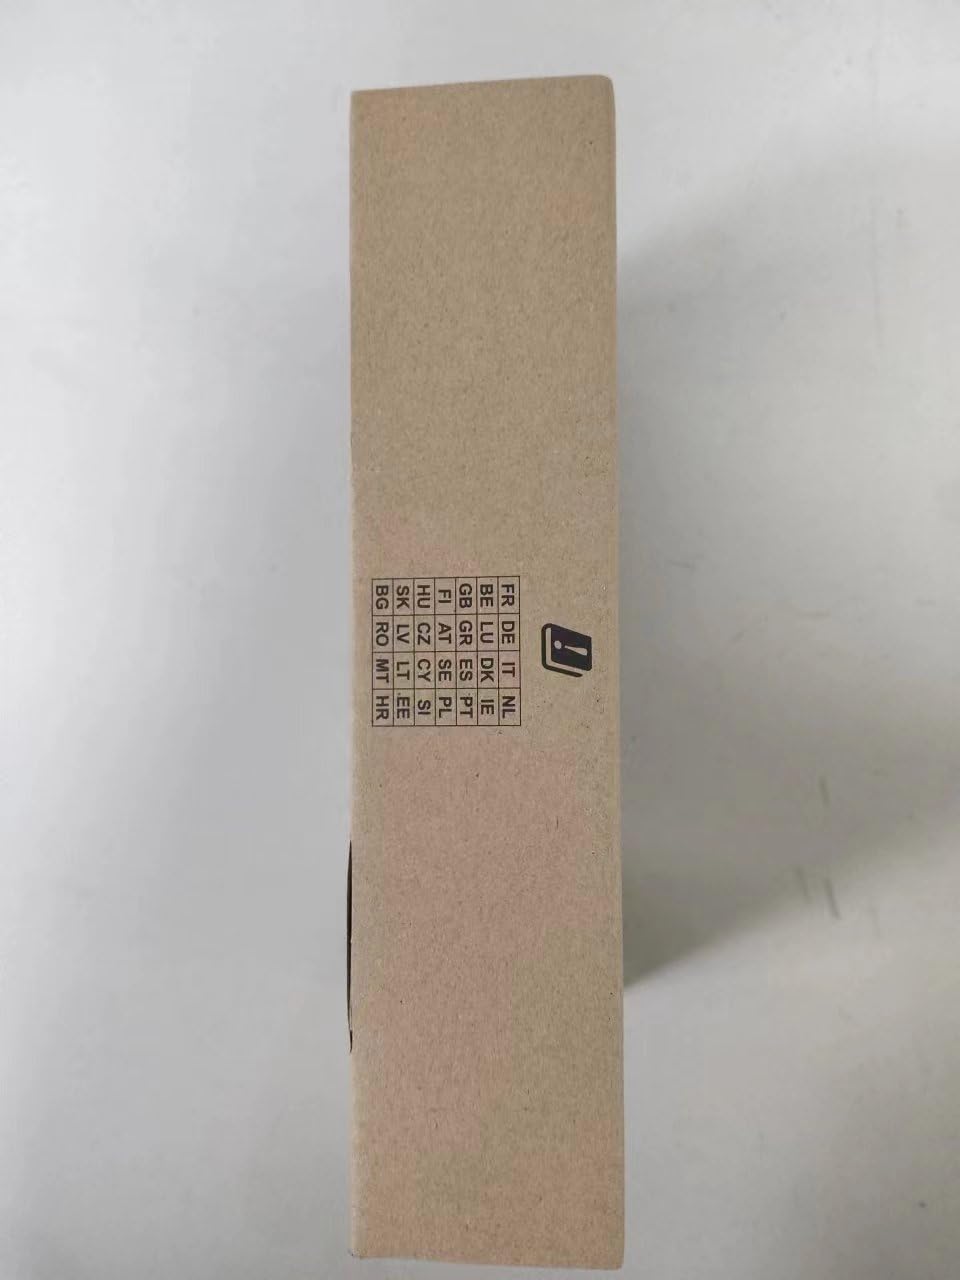 FR DE IT NL
BE LU DK IE
GB GR ES PT
FI AT SE PL
HU CZ CY SI
SK LV LT EE
BG RO MT HR